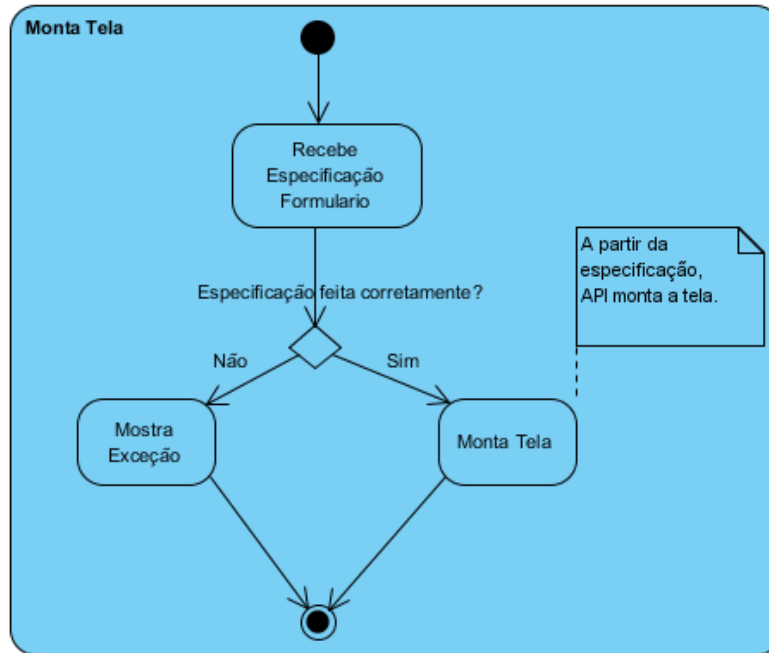 Monta Tela
Recebe
Especificação
Formulario
A partir da
especificação,
API monta a tela.
Especificação feita corretamente?
Não
Sim
Mostra
Exceção
Monta Tela